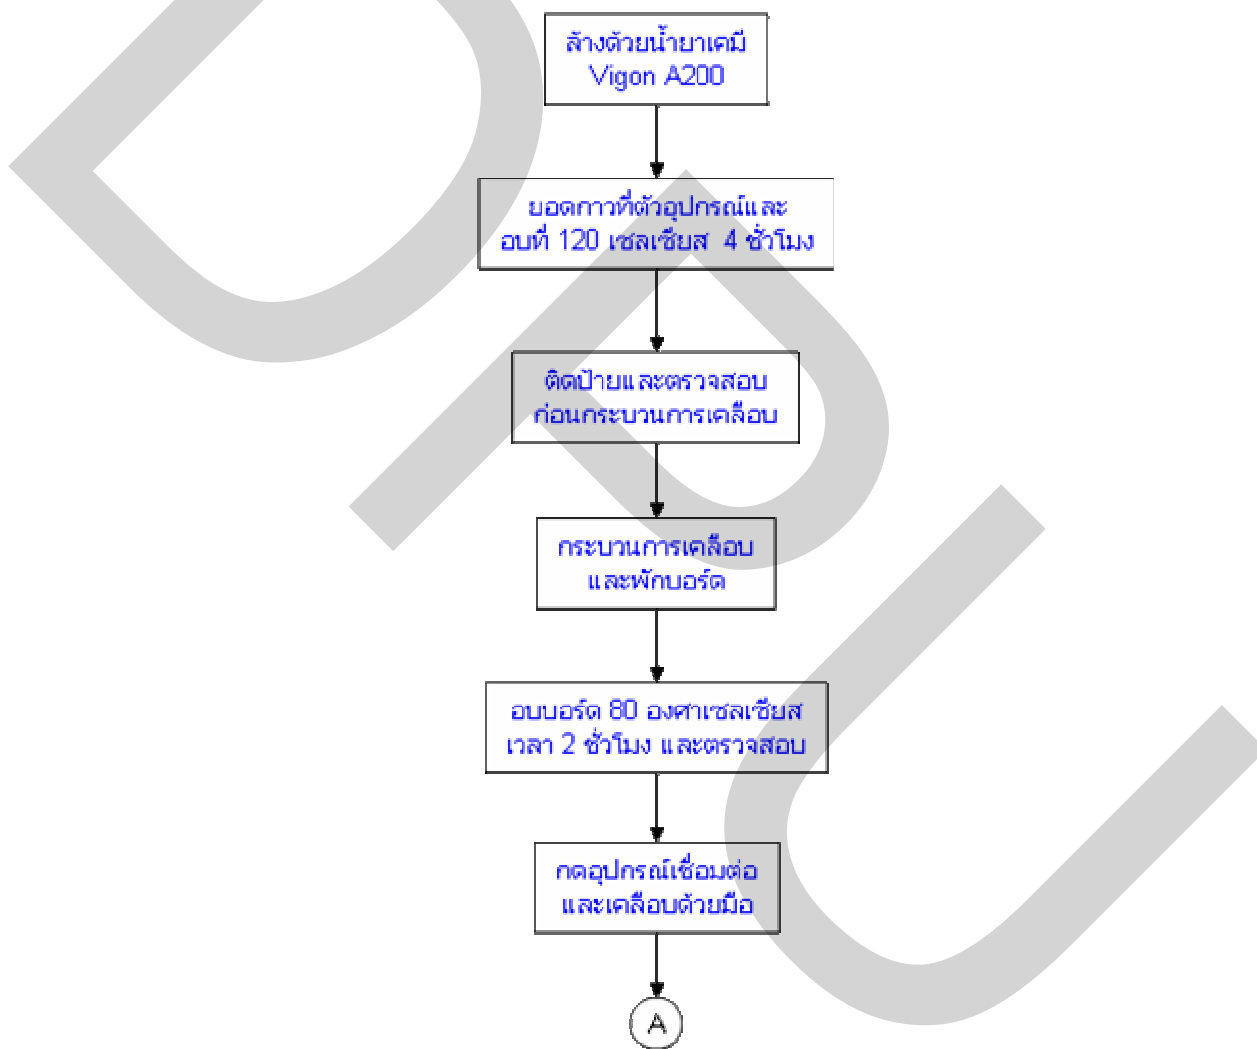 ล้างด้วยน้ำยาเคมี
Vigon A200
ยอดกาวที่ตัวอุปกรณ์และ
อบที่ 120 เซลเซียส 4 ชั่วโมง
ติดป้ายและตรวจสอบ
ก่อนกระบวนการเคลือบ
กระบวนการเคลือบ
และพักบอร์ด
อบบอร์ด 80 องศาเซลเซียส
เวลา 2 ชั่วโมง และตรวจสอบ
กดอุปกรณ์เชื่อมต่อ
และเคลือบด้วยมือ
A
DPU